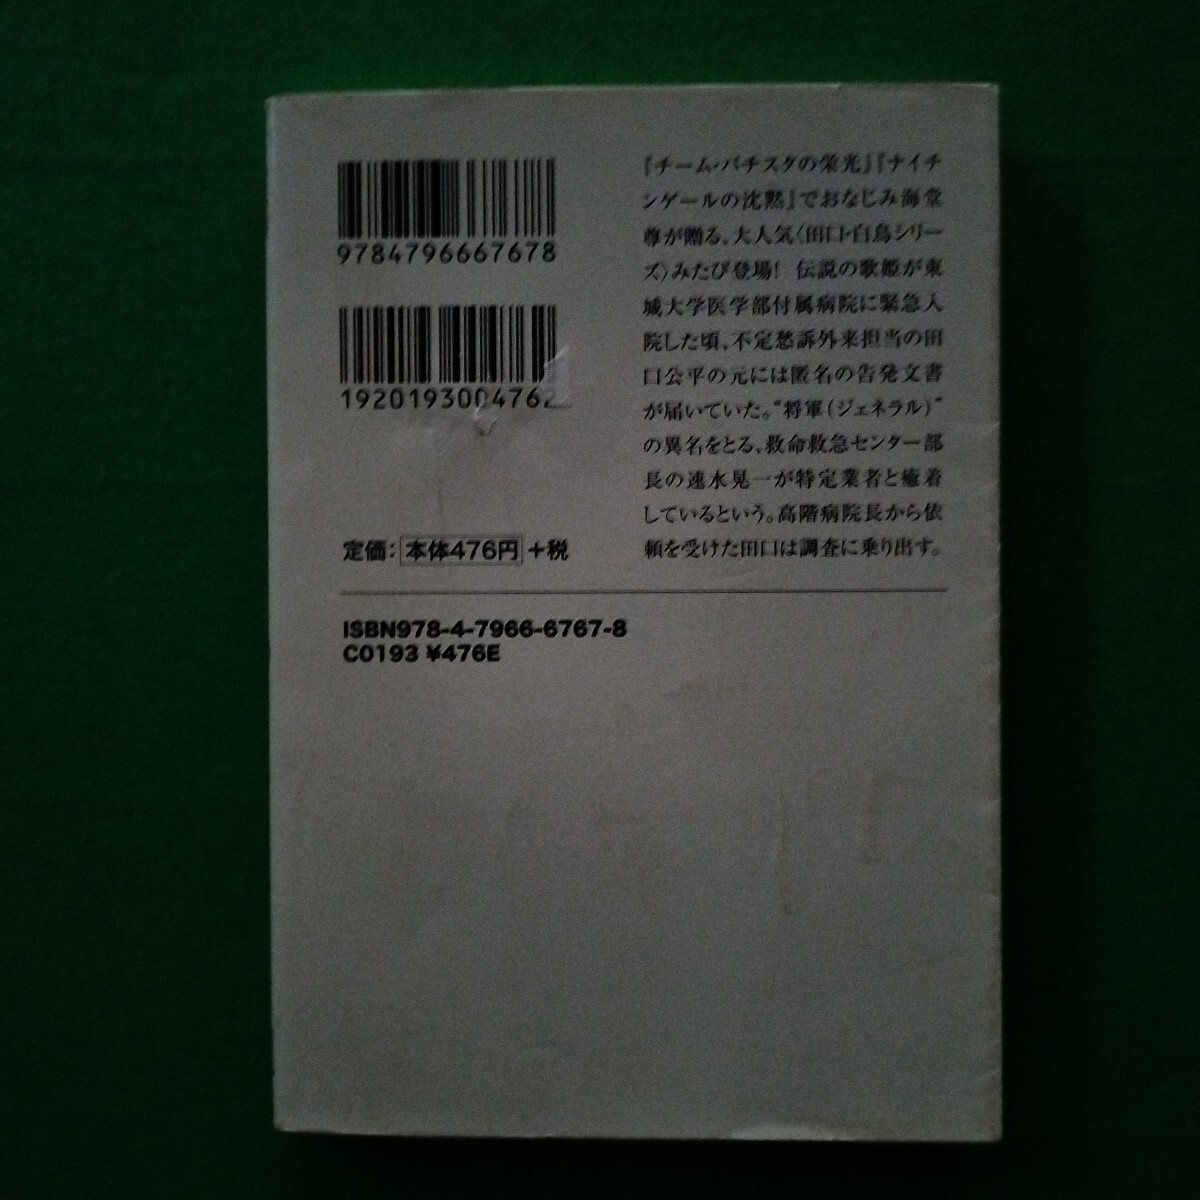 9784796667678
1920193004762
定価：本体476円＋税
『チーム・バチスタの栄光』『ナイチ
ンゲールの沈黙』でおなじみ海堂
尊が贈る、大人気〈田口・白鳥シリー
ズ〉みたび登場！ 伝説の歌姫が東
城大学医学部付属病院に緊急入
院した頃、不定愁訴外来担当の田
口公平の元には匿名の告発文書
が届いていた。“将軍（ジェネラル）”
の異名をとる、救命救急センター部
長の速水晃一が特定業者と癒着
しているという。高階病院長から依
頼を受けた田口は調査に乗り出す。
ISBN978-4-7966-6767-8
C0193 ¥476E